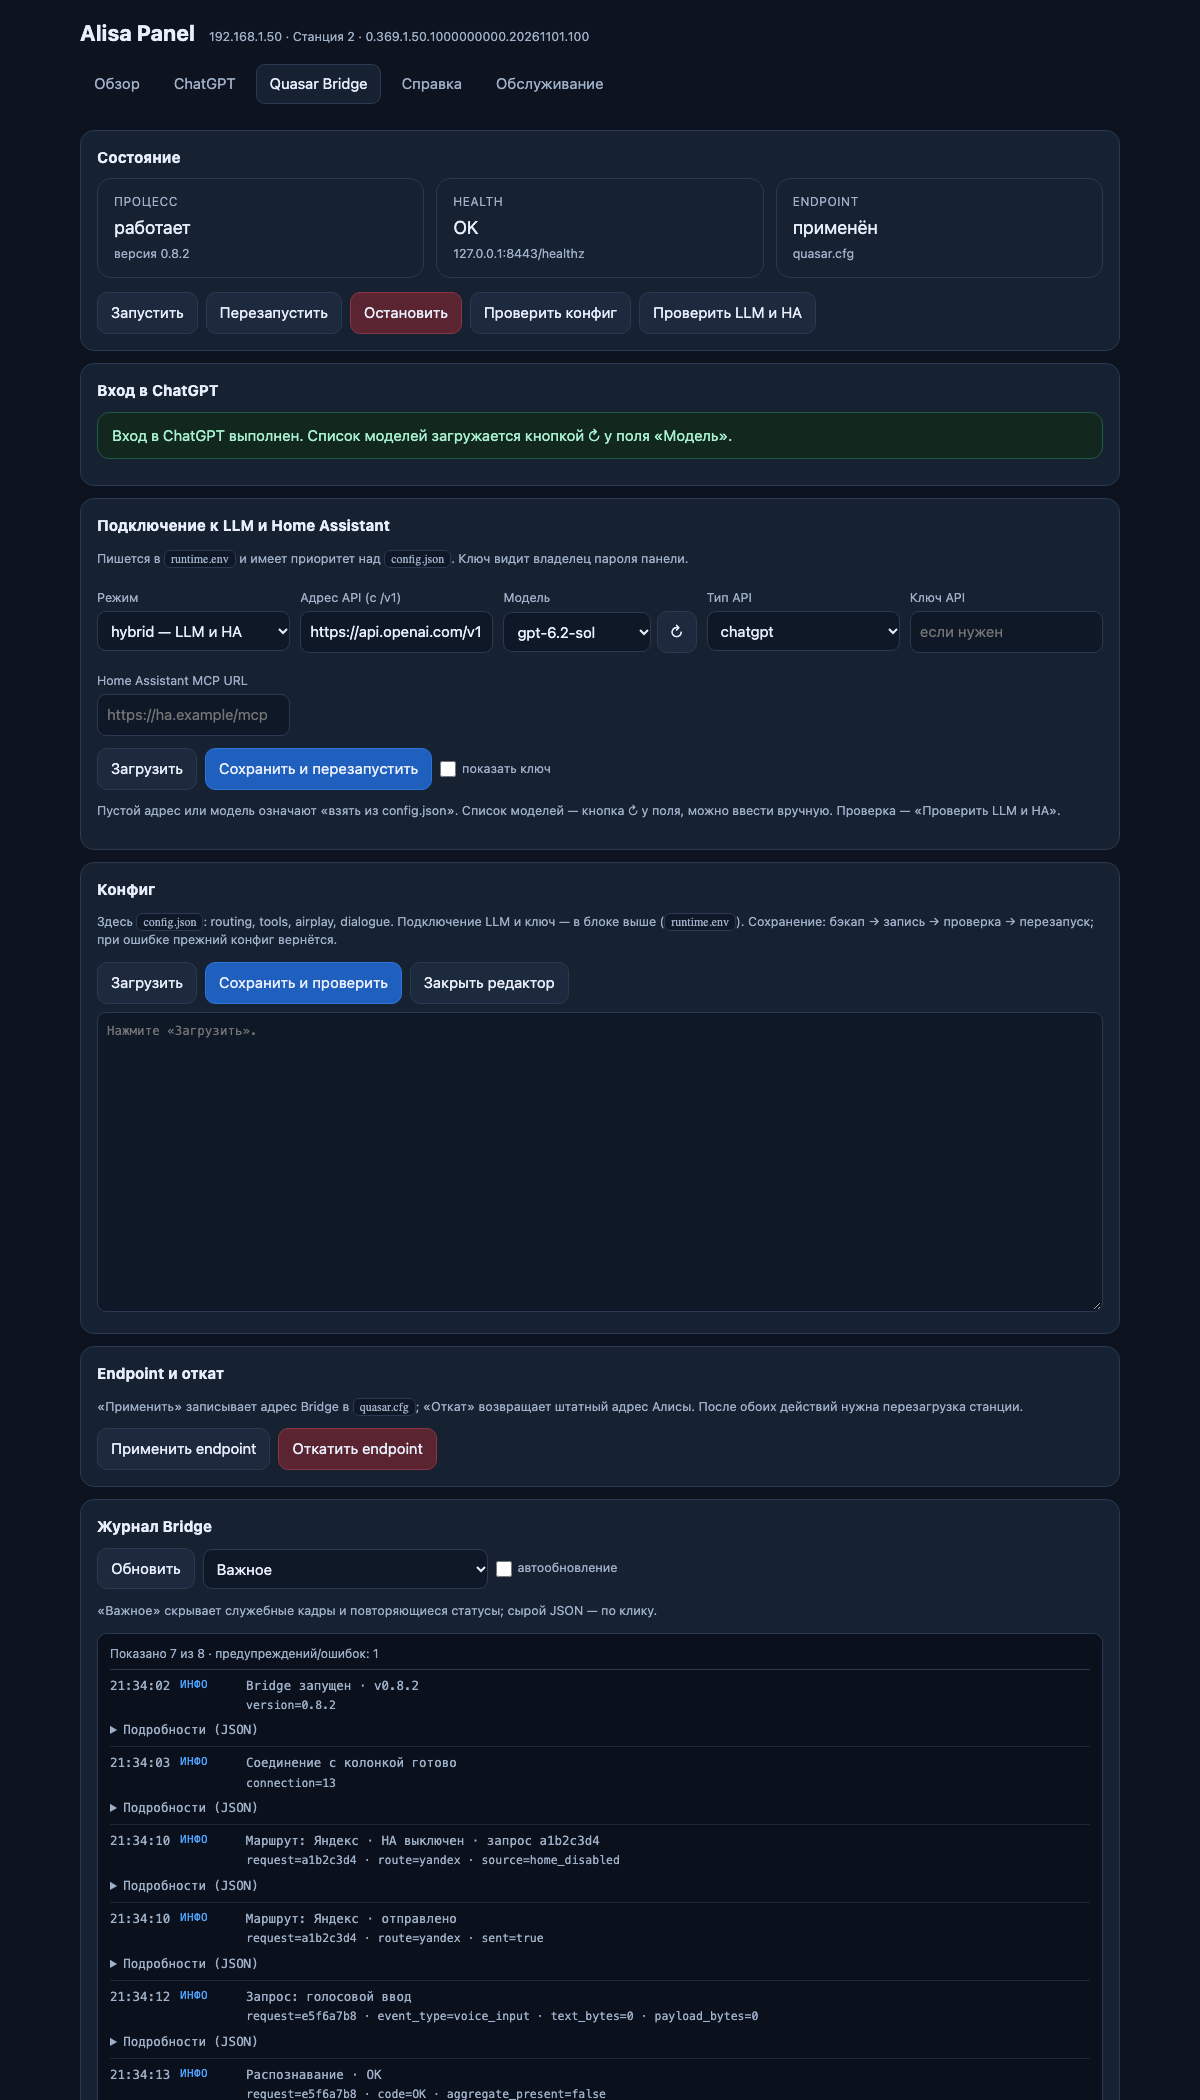 Alisa Panel 192.168.1.50 · Станция 2 · 0.369.1.50.1000000000.20261101.100
Обзор ChatGPT Quasar Bridge Справка Обслуживание
Состояние
ПРОЦЕСС
работает
версия 0.8.2
HEALTH
OK
127.0.0.1:8443/healthz
ENDPOINT
применён
quasar.cfg
Запустить Перезапустить Остановить Проверить конфиг Проверить LLM и HA
Вход в ChatGPT
Вход в ChatGPT выполнен. Список моделей загружается кнопкой ↻ у поля «Модель».
Подключение к LLM и Home Assistant
Пишется в runtime.env и имеет приоритет над config.json. Ключ видит владелец пароля панели.
Режим Адрес API (с /v1) Модель Тип API Ключ API
hybrid — LLM и HA https://api.openai.com/v1 gpt-6.2-sol ↻ chatgpt если нужен
Home Assistant MCP URL
https://ha.example/mcp
Загрузить Сохранить и перезапустить показать ключ
Пустой адрес или модель означают «взять из config.json». Список моделей — кнопка ↻ у поля, можно ввести вручную. Проверка — «Проверить LLM и HA».
Конфиг
Здесь config.json: routing, tools, airplay, dialogue. Подключение LLM и ключ — в блоке выше (runtime.env). Сохранение: бэкап → запись → проверка → перезапуск;
при ошибке прежний конфиг вернётся.
Загрузить Сохранить и проверить Закрыть редактор
Нажмите «Загрузить».
Endpoint и откат
«Применить» записывает адрес Bridge в quasar.cfg; «Откат» возвращает штатный адрес Алисы. После обоих действий нужна перезагрузка станции.
Применить endpoint Откатить endpoint
Журнал Bridge
Обновить Важное автообновление
«Важное» скрывает служебные кадры и повторяющиеся статусы; сырой JSON — по клику.
Показано 7 из 8 · предупреждений/ошибок: 1
21:34:02 ИНФО Bridge запущен · v0.8.2
version=0.8.2
▶ Подробности (JSON)
21:34:03 ИНФО Соединение с колонкой готово
connection=13
▶ Подробности (JSON)
21:34:10 ИНФО Маршрут: Яндекс · HA выключен · запрос a1b2c3d4
request=a1b2c3d4 · route=yandex · source=home_disabled
▶ Подробности (JSON)
21:34:10 ИНФО Маршрут: Яндекс · отправлено
request=a1b2c3d4 · route=yandex · sent=true
▶ Подробности (JSON)
21:34:12 ИНФО Запрос: голосовой ввод
request=e5f6a7b8 · event_type=voice_input · text_bytes=0 · payload_bytes=0
▶ Подробности (JSON)
21:34:13 ИНФО Распознавание · OK
request=e5f6a7b8 · code=OK · aggregate_present=false